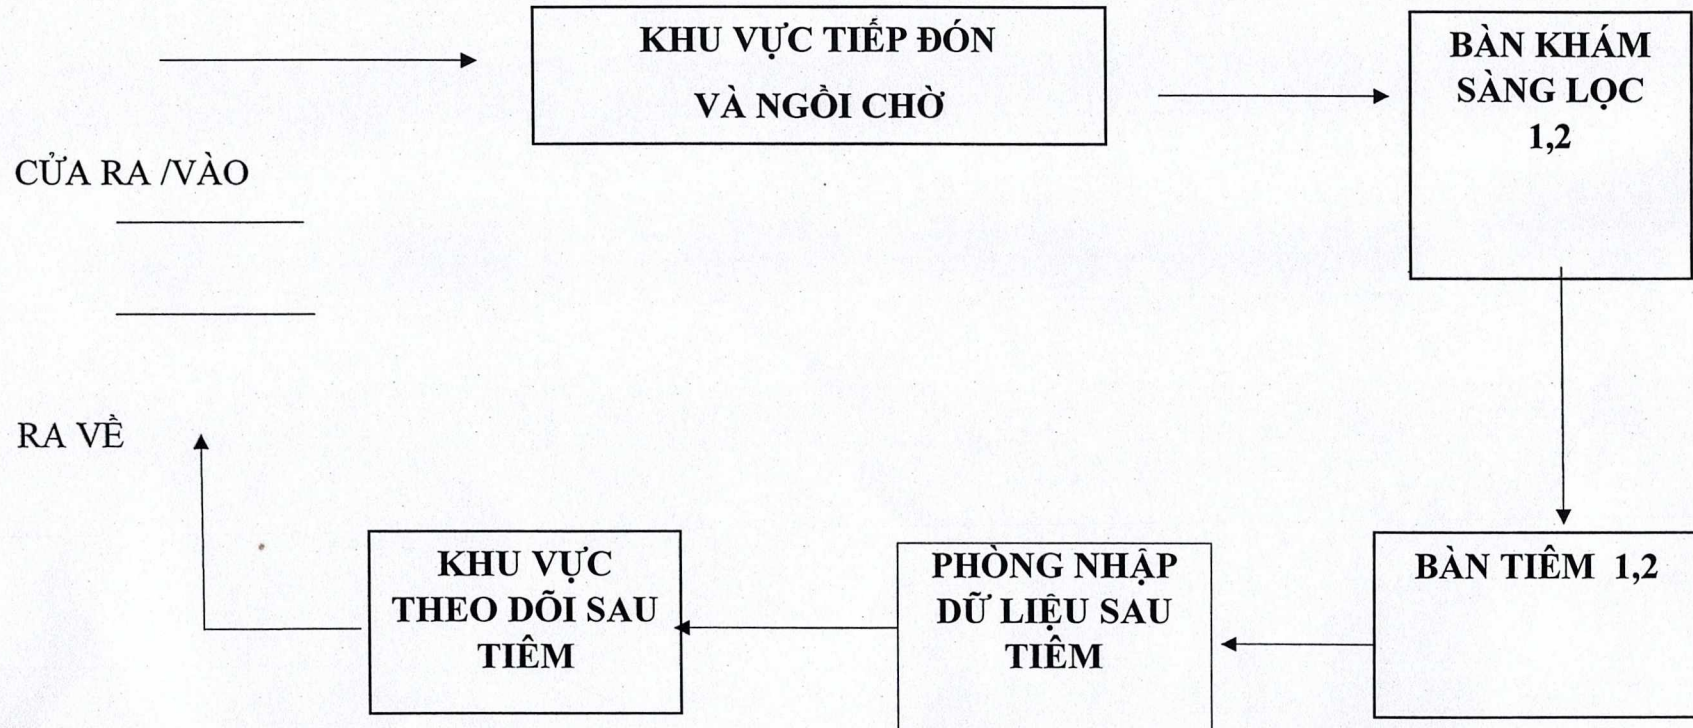 KHU VỰC TIẾP ĐÓN
VÀ NGỒI CHỜ
BÀN KHÁM
SÀNG LỌC
1,2
CỬA RA /VÀO
RA VỀ
KHU VỰC
THEO DÕI SAU
TIÊM
PHÒNG NHẬP
DỮ LIỆU SAU
TIÊM
BÀN TIÊM 1,2